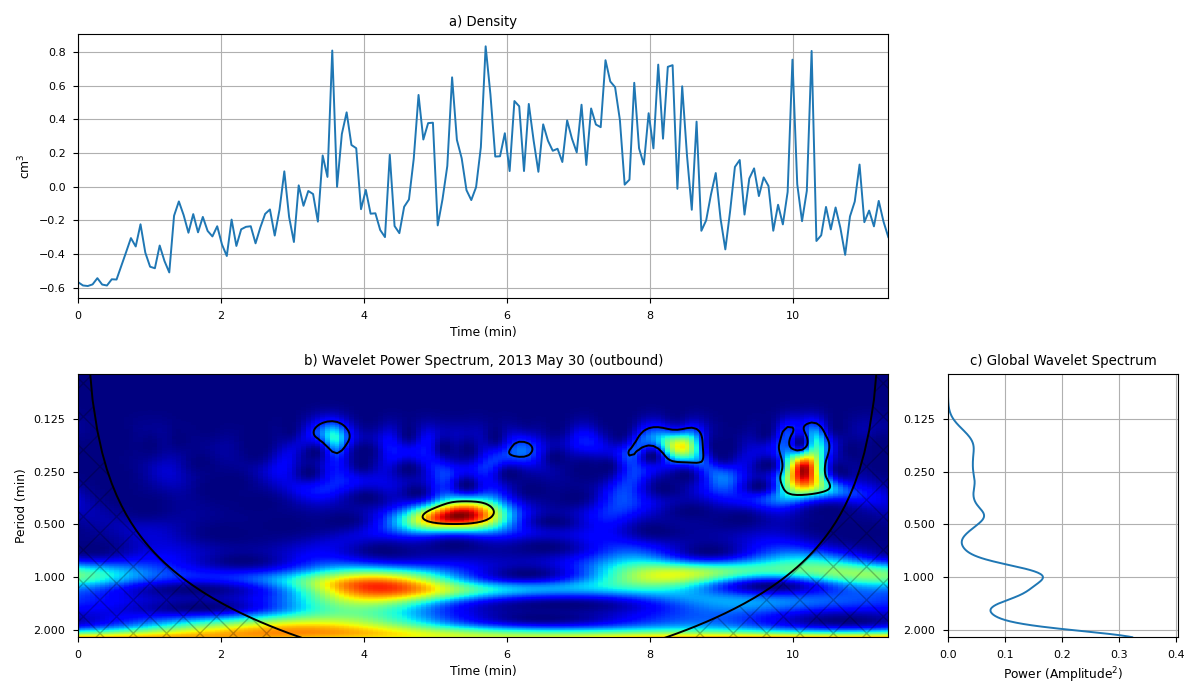 a) Density
cm³
0.8
0.6
0.4
0.2
0.0
−0.2
−0.4
−0.6
0 2 4 6 8 10
Time (min)
b) Wavelet Power Spectrum, 2013 May 30 (outbound)
Period (min)
0.125
0.250
0.500
1.000
2.000
0 2 4 6 8 10
Time (min)
c) Global Wavelet Spectrum
0.125
0.250
0.500
1.000
2.000
0.0 0.1 0.2 0.3 0.4
Power (Amplitude²)